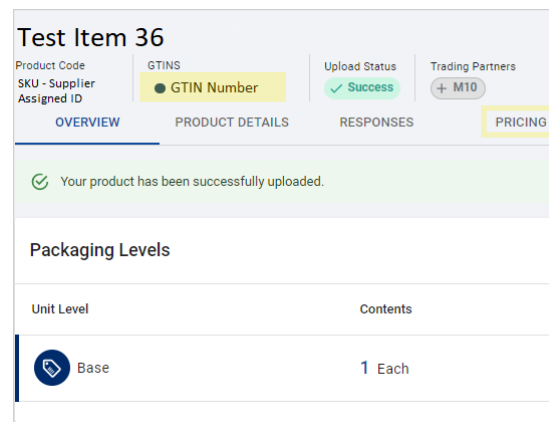 Test Item 36
Product Code GTINS Upload Status Trading Partners
SKU - Supplier Assigned ID GTIN Number Success + M10
OVERVIEW PRODUCT DETAILS RESPONSES PRICING
Your product has been successfully uploaded.
Packaging Levels
Unit Level Contents
Base 1 Each